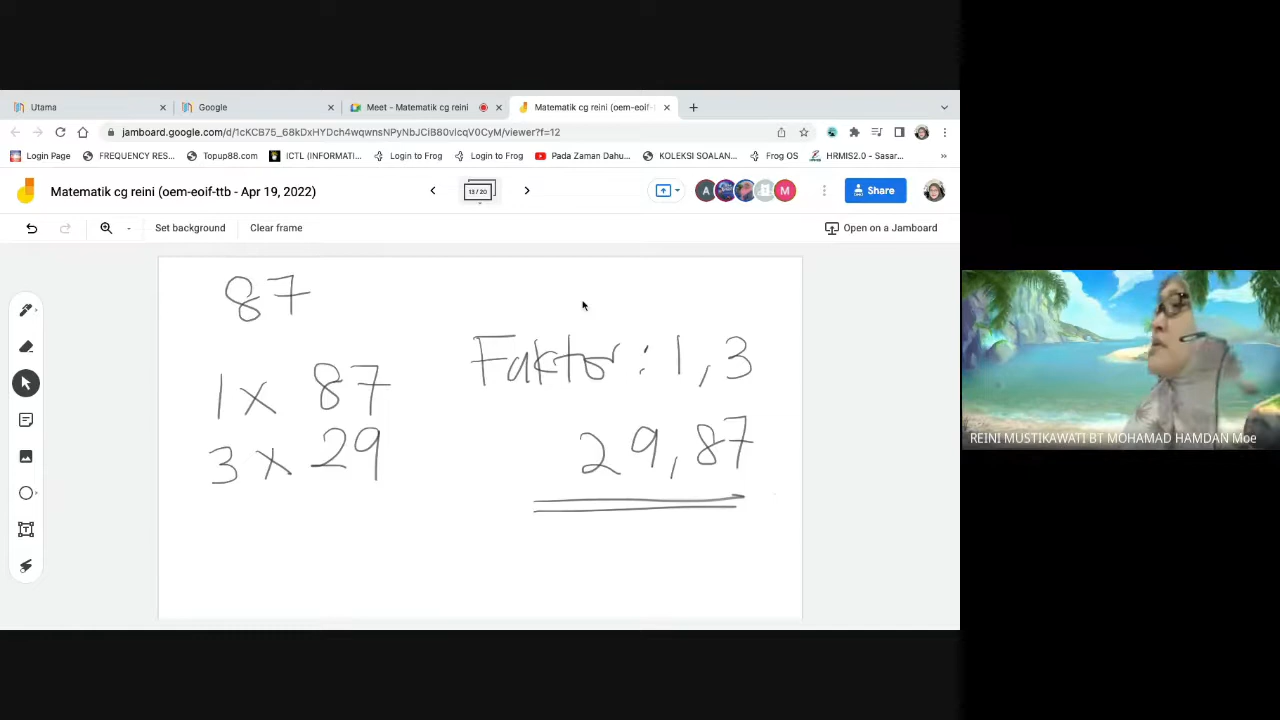 Utama
Google
Meet - Matematik cg reini
Matematik cg reini (oem-eoif-
jamboard.google.com/d/1cKCB75_68kDxHYDch4wqwnsNPyNbJCiB80vIcqV0CyM/viewer?f=12
Login Page
FREQUENCY RES...
Topup88.com
ICTL (INFORMATI...
Login to Frog
Login to Frog
Pada Zaman Dahu...
KOLEKSI SOALAN...
Frog OS
HRMIS2.0 - Sasar...
Matematik cg reini (oem-eoif-ttb - Apr 19, 2022)
13 / 20
A
M
Share
Set background
Clear frame
Open on a Jamboard
87
1 x 87
3 x 29
Faktor : 1, 3
29, 87
REINI MUSTIKAWATI BT MOHAMAD HAMDAN Moe